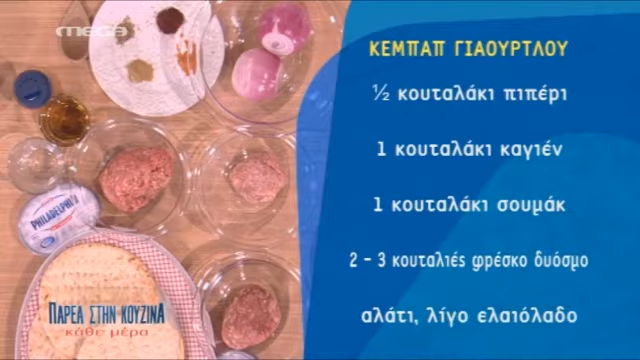 MEGA
ΚΕΜΠΑΠ ΓΙΑΟΥΡΤΛΟΥ
½ κουταλάκι πιπέρι
1 κουταλάκι καγιέν
1 κουταλάκι σουμάκ
2 - 3 κουταλιές φρέσκο δυόσμο
αλάτι, λίγο ελαιόλαδο
PHILADELPHIA
ΠΑΡΕΑ ΣΤΗΝ ΚΟΥΖΙΝΑ
κάθε μέρα